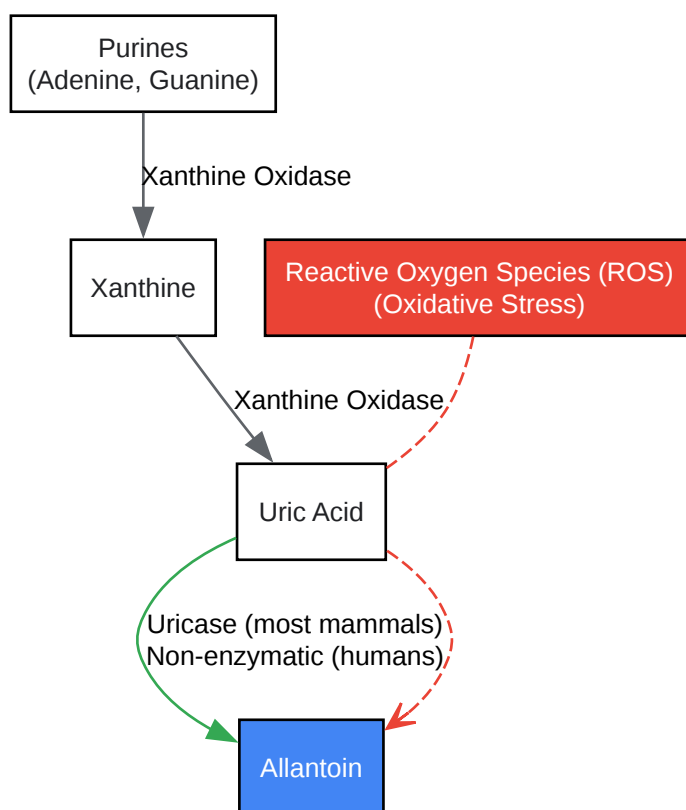 Purines
(Adenine, Guanine)
Xanthine Oxidase
Xanthine
Reactive Oxygen Species (ROS)
(Oxidative Stress)
Xanthine Oxidase
Uric Acid
Uricase (most mammals)
Non-enzymatic (humans)
Allantoin